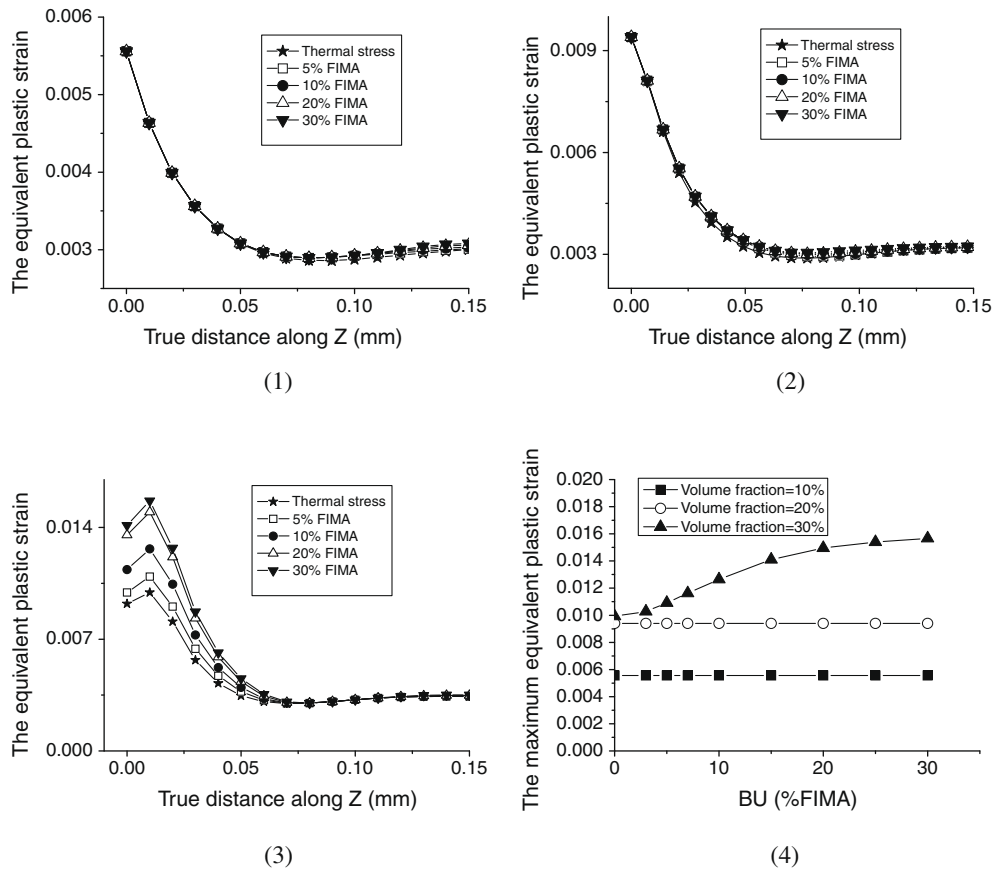 The equivalent plastic strain
0.006
0.005
0.004
0.003
0.00
0.05
0.10
0.15
True distance along Z (mm)
Thermal stress
5% FIMA
10% FIMA
20% FIMA
30% FIMA
(1)
The equivalent plastic strain
0.009
0.006
0.003
0.00
0.05
0.10
0.15
True distance along Z (mm)
Thermal stress
5% FIMA
10% FIMA
20% FIMA
30% FIMA
(2)
The equivalent plastic strain
0.014
0.007
0.000
0.00
0.05
0.10
0.15
True distance along Z (mm)
Thermal stress
5% FIMA
10% FIMA
20% FIMA
30% FIMA
(3)
The maximum equivalent plastic strain
0.020
0.018
0.016
0.014
0.012
0.010
0.008
0.006
0.004
0.002
0.000
0
10
20
30
BU (%FIMA)
Volume fraction=10%
Volume fraction=20%
Volume fraction=30%
(4)